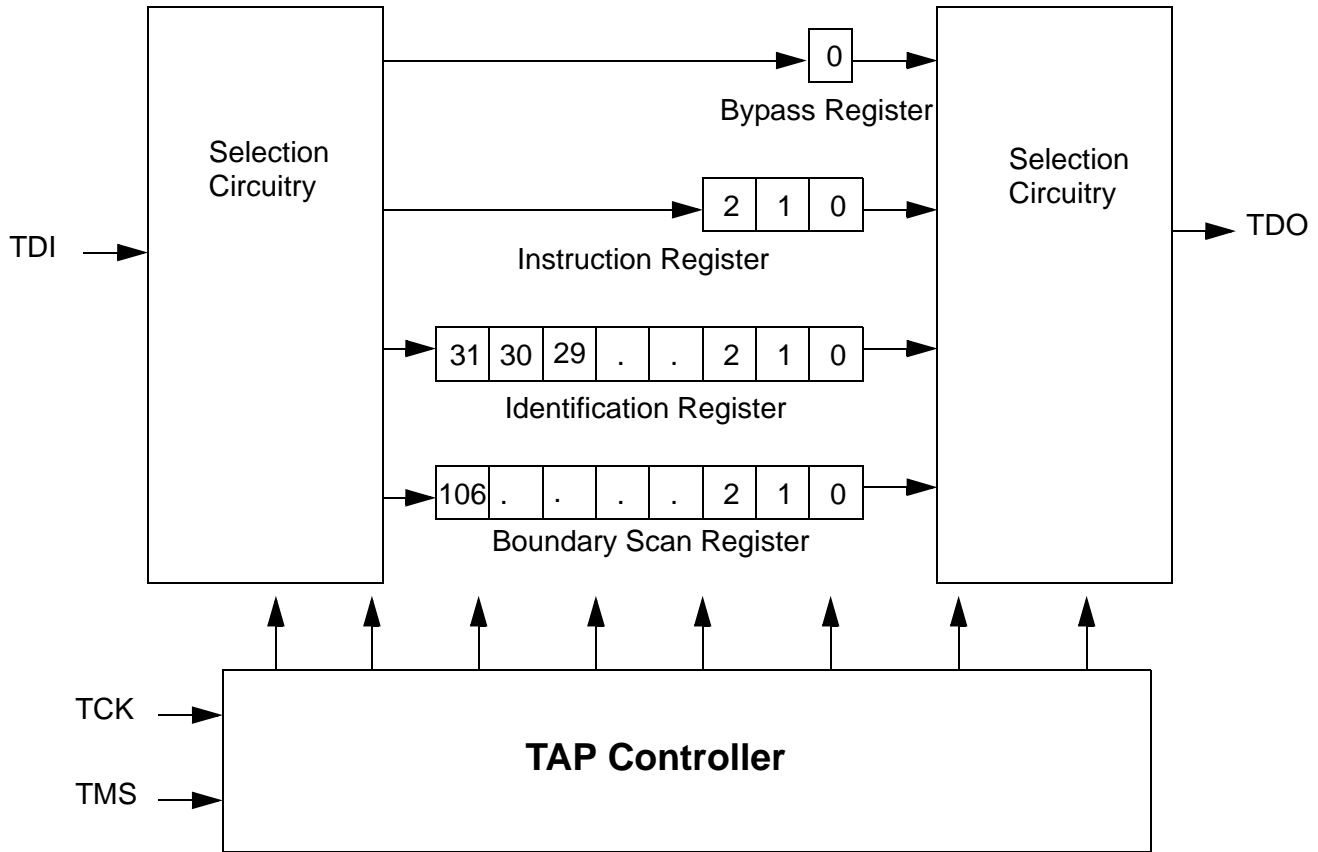 0
Bypass Register
Selection
Circuitry
Selection
Circuitry
2 1 0
TDI
TDO
Instruction Register
31 30 29 . . 2 1 0
Identification Register
106 . . . . 2 1 0
Boundary Scan Register
TCK
TAP Controller
TMS